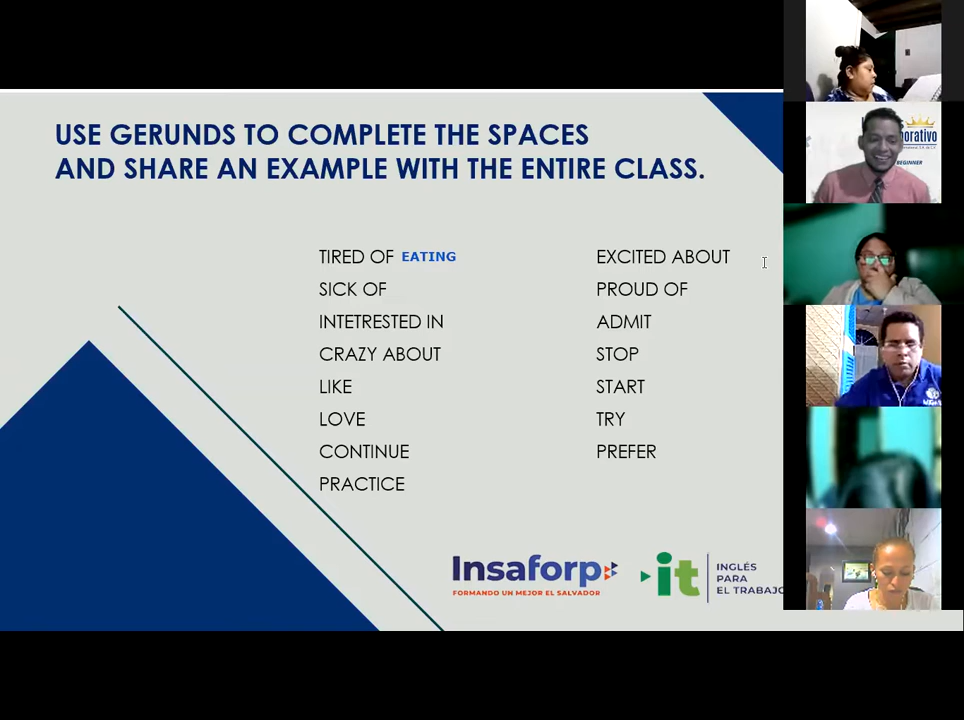 USE GERUNDS TO COMPLETE THE SPACES
AND SHARE AN EXAMPLE WITH THE ENTIRE CLASS.
TIRED OF EATING
SICK OF
INTETRESTED IN
CRAZY ABOUT
LIKE
LOVE
CONTINUE
PRACTICE
EXCITED ABOUT
PROUD OF
ADMIT
STOP
START
TRY
PREFER
Insaforp
FORMANDO UN MEJOR EL SALVADOR
it
INGLÉS
PARA
EL TRABAJO
orativo
BEGINNER